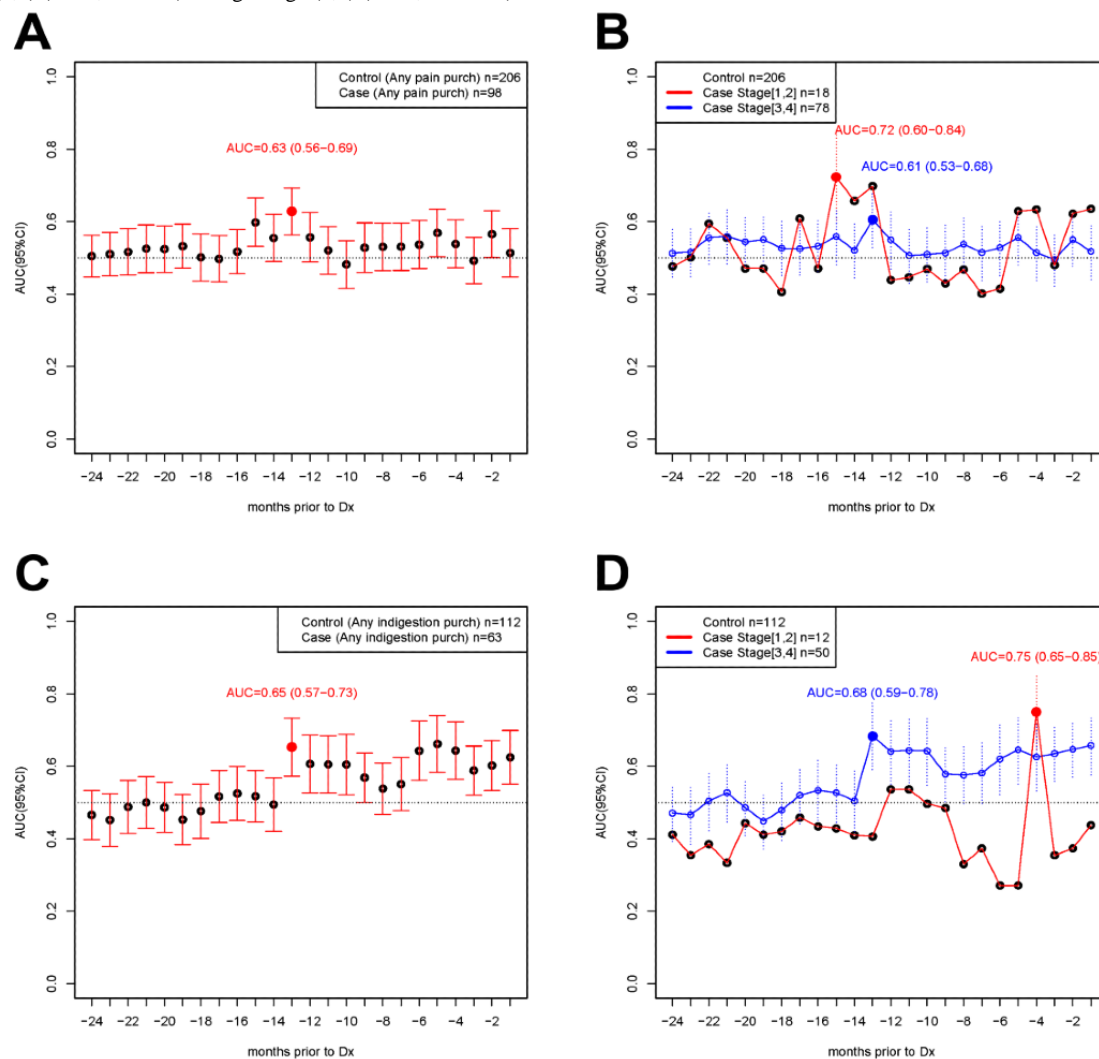 A
Control (Any pain purch) n=206
Case (Any pain purch) n=98
AUC=0.63 (0.56−0.69)
AUC(95%CI)
1.0
0.8
0.6
0.4
0.2
0.0
−24 −22 −20 −18 −16 −14 −12 −10 −8 −6 −4 −2
months prior to Dx
B
Control n=206
Case Stage[1,2] n=18
Case Stage[3,4] n=78
AUC=0.72 (0.60−0.84)
AUC=0.61 (0.53−0.68)
AUC(95%CI)
1.0
0.8
0.6
0.4
0.2
0.0
−24 −22 −20 −18 −16 −14 −12 −10 −8 −6 −4 −2
months prior to Dx
C
Control (Any indigestion purch) n=112
Case (Any indigestion purch) n=63
AUC=0.65 (0.57−0.73)
AUC(95%CI)
1.0
0.8
0.6
0.4
0.2
0.0
−24 −22 −20 −18 −16 −14 −12 −10 −8 −6 −4 −2
months prior to Dx
D
Control n=112
Case Stage[1,2] n=12
Case Stage[3,4] n=50
AUC=0.75 (0.65−0.85)
AUC=0.68 (0.59−0.78)
AUC(95%CI)
1.0
0.8
0.6
0.4
0.2
0.0
−24 −22 −20 −18 −16 −14 −12 −10 −8 −6 −4 −2
months prior to Dx